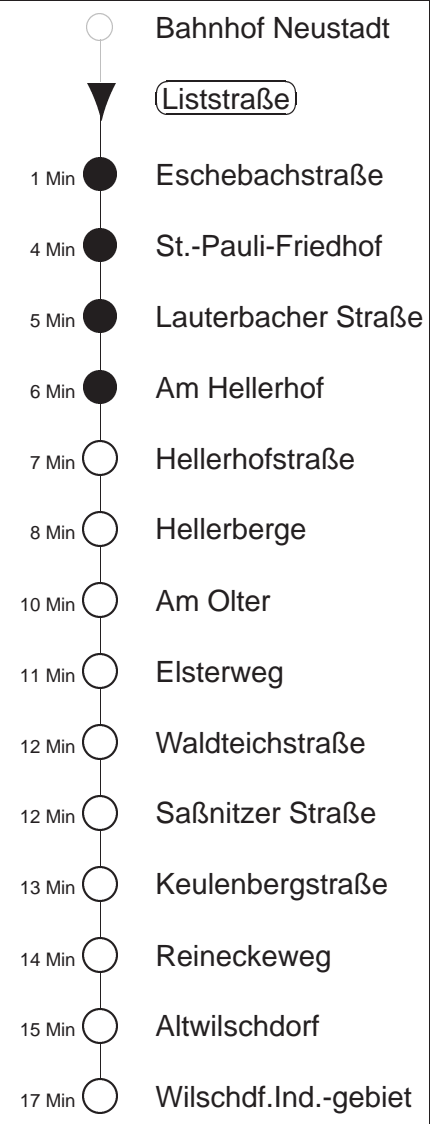 Bahnhof Neustadt
Liststraße
1 Min Eschebachstraße
4 Min St.-Pauli-Friedhof
5 Min Lauterbacher Straße
6 Min Am Hellerhof
7 Min Hellerhofstraße
8 Min Hellerberge
10 Min Am Olter
11 Min Elsterweg
12 Min Waldteichstraße
12 Min Saßnitzer Straße
13 Min Keulenbergstraße
14 Min Reineckeweg
15 Min Altwilschdorf
17 Min Wilschdf.Ind.-gebiet